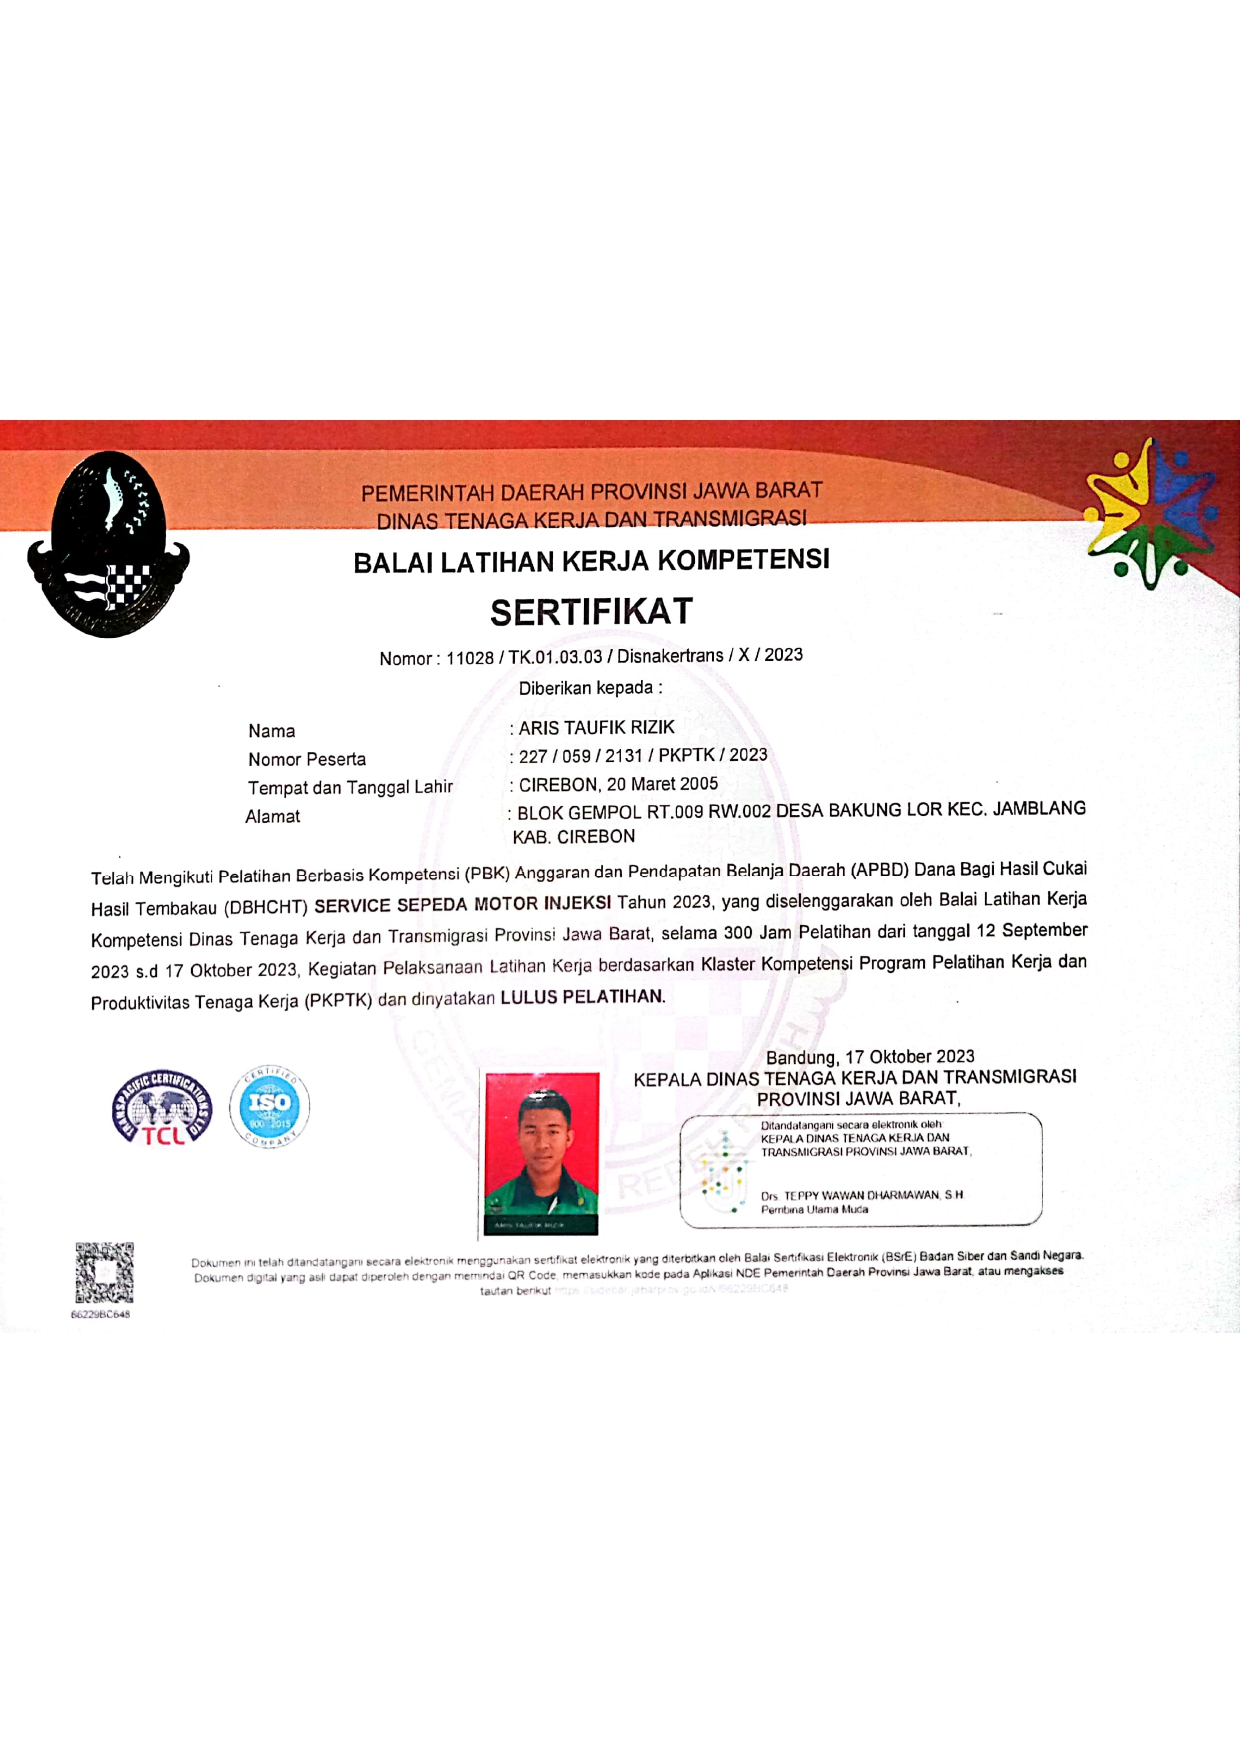 PEMERINTAH DAERAH PROVINSI JAWA BARAT
DINAS TENAGA KERJA DAN TRANSMIGRASI
BALAI LATIHAN KERJA KOMPETENSI
SERTIFIKAT
Nomor : 11028 / TK.01.03.03 / Disnakertrans / X / 2023
Diberikan kepada :
Nama : ARIS TAUFIK RIZIK
Nomor Peserta : 227 / 059 / 2131 / PKPTK / 2023
Tempat dan Tanggal Lahir : CIREBON, 20 Maret 2005
Alamat : BLOK GEMPOL RT.009 RW.002 DESA BAKUNG LOR KEC. JAMBLANG
KAB. CIREBON
Telah Mengikuti Pelatihan Berbasis Kompetensi (PBK) Anggaran dan Pendapatan Belanja Daerah (APBD) Dana Bagi Hasil Cukai
Hasil Tembakau (DBHCHT) SERVICE SEPEDA MOTOR INJEKSI Tahun 2023, yang diselenggarakan oleh Balai Latihan Kerja
Kompetensi Dinas Tenaga Kerja dan Transmigrasi Provinsi Jawa Barat, selama 300 Jam Pelatihan dari tanggal 12 September
2023 s.d 17 Oktober 2023, Kegiatan Pelaksanaan Latihan Kerja berdasarkan Klaster Kompetensi Program Pelatihan Kerja dan
Produktivitas Tenaga Kerja (PKPTK) dan dinyatakan LULUS PELATIHAN.
Bandung, 17 Oktober 2023
KEPALA DINAS TENAGA KERJA DAN TRANSMIGRASI
PROVINSI JAWA BARAT,
Ditandatangani secara elektronik oleh:
KEPALA DINAS TENAGA KERJA DAN
TRANSMIGRASI PROVINSI JAWA BARAT,
Drs. TEPPY WAWAN DHARMAWAN, S.H.
Pembina Utama Muda
TRANSPACIFIC CERTIFICATIONS LTD
TCL
CERTIFIED
ISO
COMPANY
ARIS TAUFIK RIZIK
Dokumen ini telah ditandatangani secara elektronik menggunakan sertifikat elektronik yang diterbitkan oleh Balai Sertifikasi Elektronik (BSrE) Badan Siber dan Sandi Negara.
Dokumen digital yang asli dapat diperoleh dengan memindai QR Code, memasukkan kode pada Aplikasi NDE Pemerintah Daerah Provinsi Jawa Barat, atau mengakses
tautan berikut
66229BC648